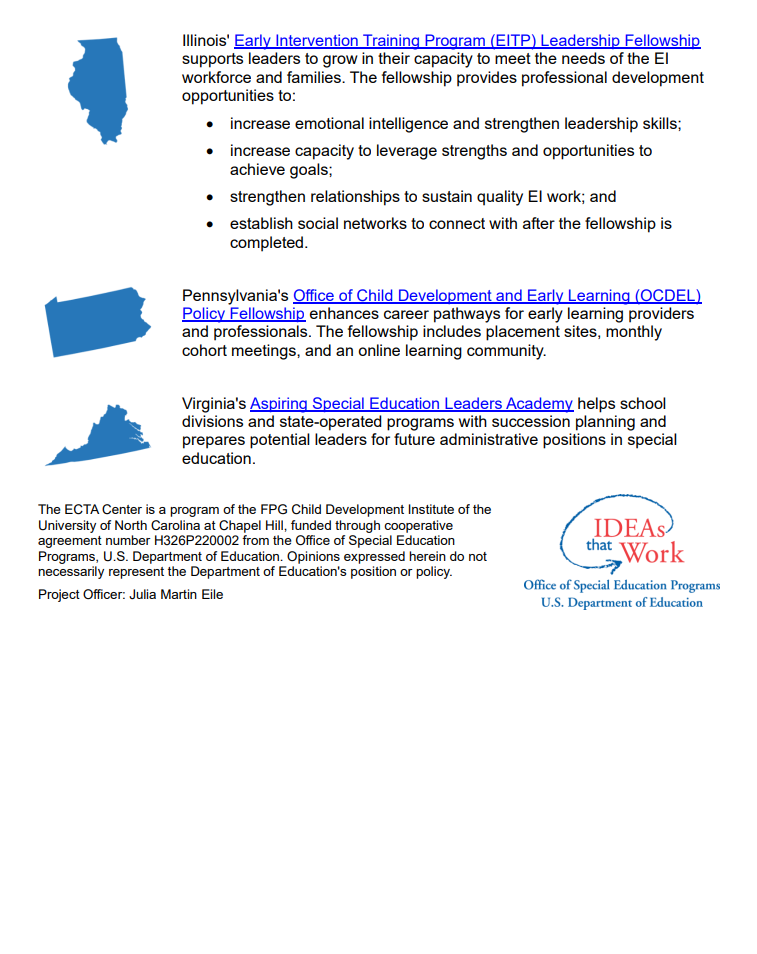 Illinois' Early Intervention Training Program (EITP) Leadership Fellowship
supports leaders to grow in their capacity to meet the needs of the EI
workforce and families. The fellowship provides professional development
opportunities to:
• increase emotional intelligence and strengthen leadership skills;
• increase capacity to leverage strengths and opportunities to
achieve goals;
• strengthen relationships to sustain quality EI work; and
• establish social networks to connect with after the fellowship is
completed.
Pennsylvania's Office of Child Development and Early Learning (OCDEL)
Policy Fellowship enhances career pathways for early learning providers
and professionals. The fellowship includes placement sites, monthly
cohort meetings, and an online learning community.
Virginia's Aspiring Special Education Leaders Academy helps school
divisions and state-operated programs with succession planning and
prepares potential leaders for future administrative positions in special
education.
The ECTA Center is a program of the FPG Child Development Institute of the
University of North Carolina at Chapel Hill, funded through cooperative
agreement number H326P220002 from the Office of Special Education
Programs, U.S. Department of Education. Opinions expressed herein do not
necessarily represent the Department of Education's position or policy.
Project Officer: Julia Martin Eile
IDEAs
that Work
Office of Special Education Programs
U.S. Department of Education